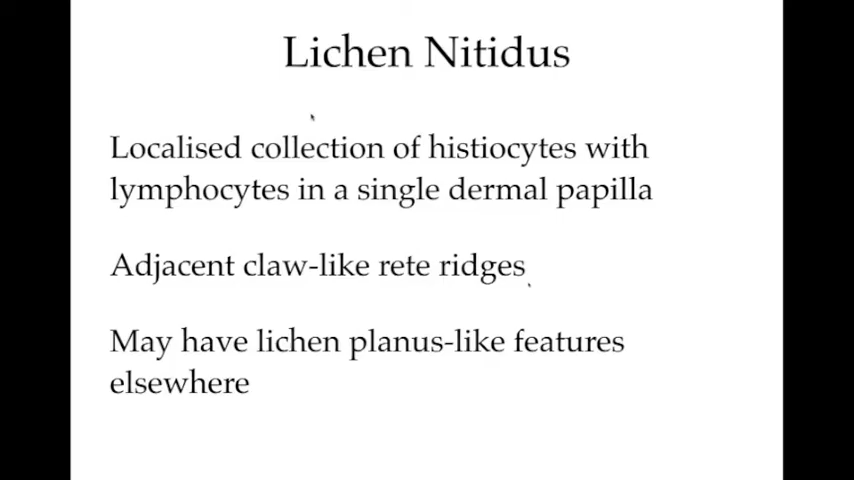 Lichen Nitidus
Localised collection of histiocytes with
lymphocytes in a single dermal papilla
Adjacent claw-like rete ridges
May have lichen planus-like features
elsewhere